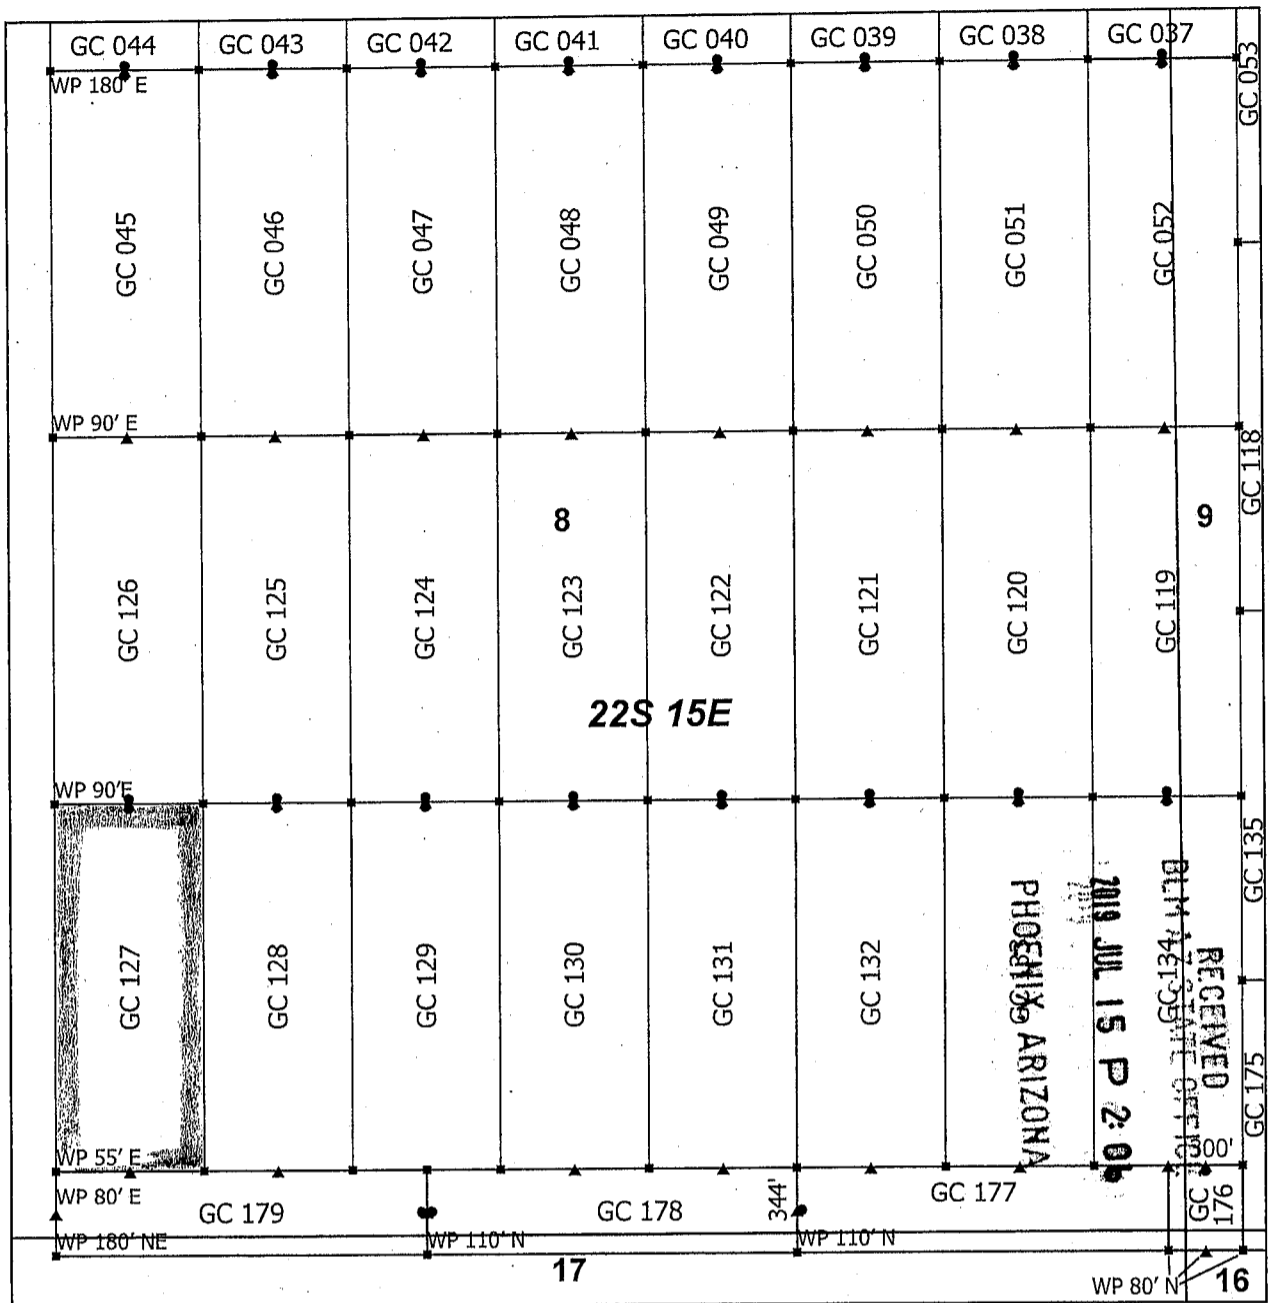 GC 044 GC 043 GC 042 GC 041 GC 040 GC 039 GC 038 GC 037
GC 053
WP 180' E
GC 045 GC 046 GC 047 GC 048 GC 049 GC 050 GC 051 GC 052
WP 90' E
GC 118
8
9
GC 126 GC 125 GC 124 GC 123 GC 122 GC 121 GC 120 GC 119
22S 15E
WP 90'E
GC 135
GC 127 GC 128 GC 129 GC 130 GC 131 GC 132 GC 134
RECEIVED
BLM AZ STATE OFFICE
2019 JUL 15 P 2:06
PHOENIX ARIZONA
GC 175
WP 55' E
300'
WP 80' E
GC 179 GC 178 344' GC 177 GC 176
WP 180' NE WP 110' N WP 110' N
17
WP 80' N 16